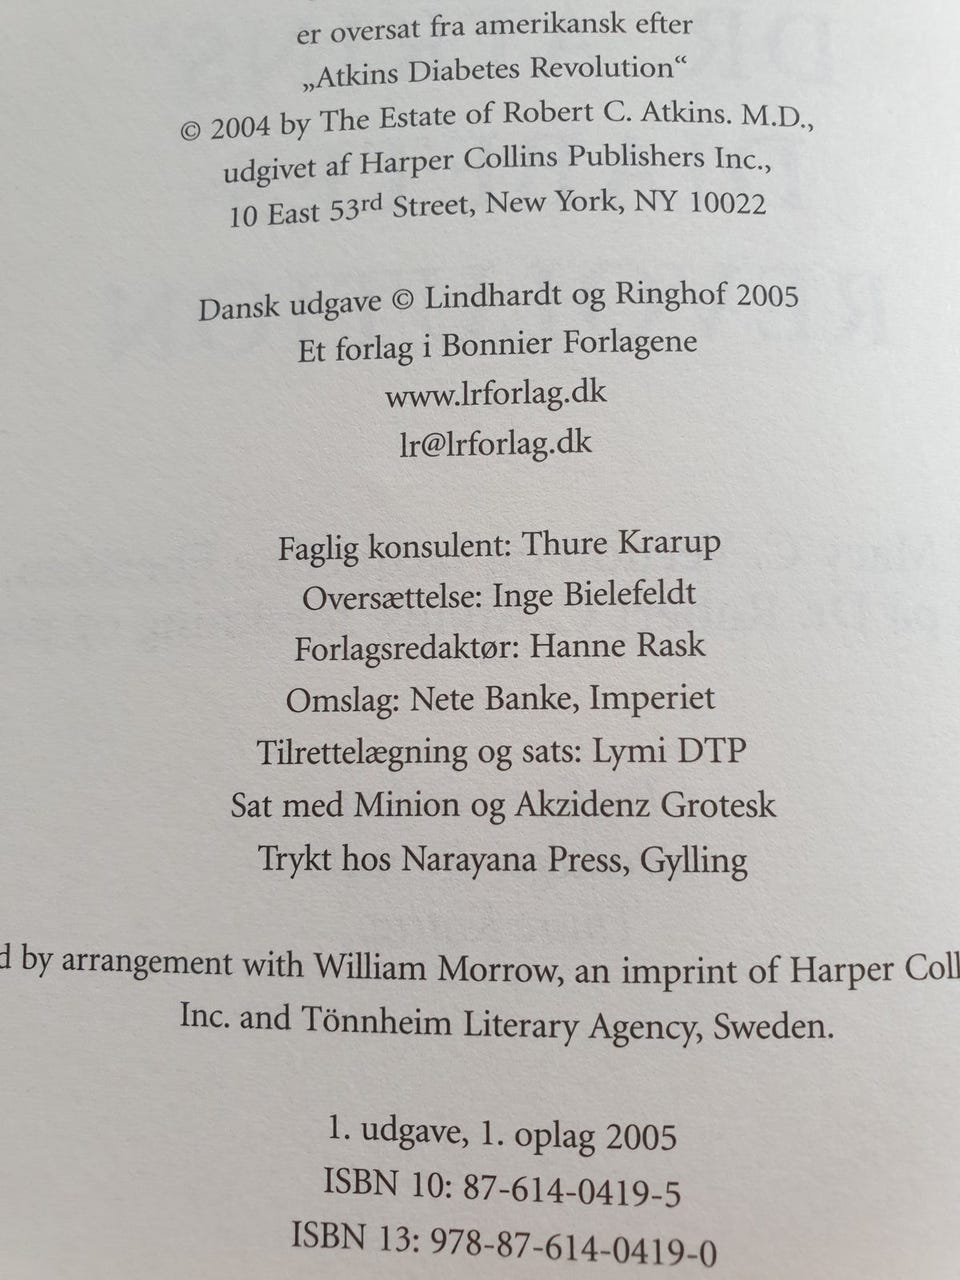 er oversat fra amerikansk efter
„Atkins Diabetes Revolution“
© 2004 by The Estate of Robert C. Atkins. M.D.,
udgivet af Harper Collins Publishers Inc.,
10 East 53rd Street, New York, NY 10022
Dansk udgave © Lindhardt og Ringhof 2005
Et forlag i Bonnier Forlagene
www.lrforlag.dk
lr@lrforlag.dk
Faglig konsulent: Thure Krarup
Oversættelse: Inge Bielefeldt
Forlagsredaktør: Hanne Rask
Omslag: Nete Banke, Imperiet
Tilrettelægning og sats: Lymi DTP
Sat med Minion og Akzidenz Grotesk
Trykt hos Narayana Press, Gylling
d by arrangement with William Morrow, an imprint of Harper Coll
Inc. and Tönnheim Literary Agency, Sweden.
1. udgave, 1. oplag 2005
ISBN 10: 87-614-0419-5
ISBN 13: 978-87-614-0419-0